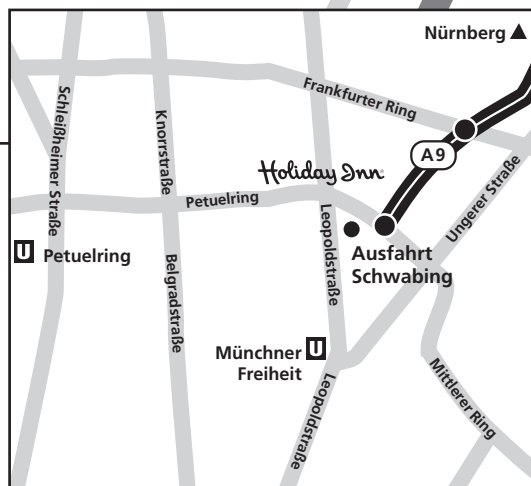 Nürnberg
Frankfurter Ring
Schleißheimer Straße
Knorrstraße
A9
Holiday Inn
Petuelring
Ungerer Straße
Leopoldstraße
U Petuelring
Belgradstraße
Ausfahrt
Schwabing
Münchner U
Freiheit
Leopoldstraße
Mittlerer Ring